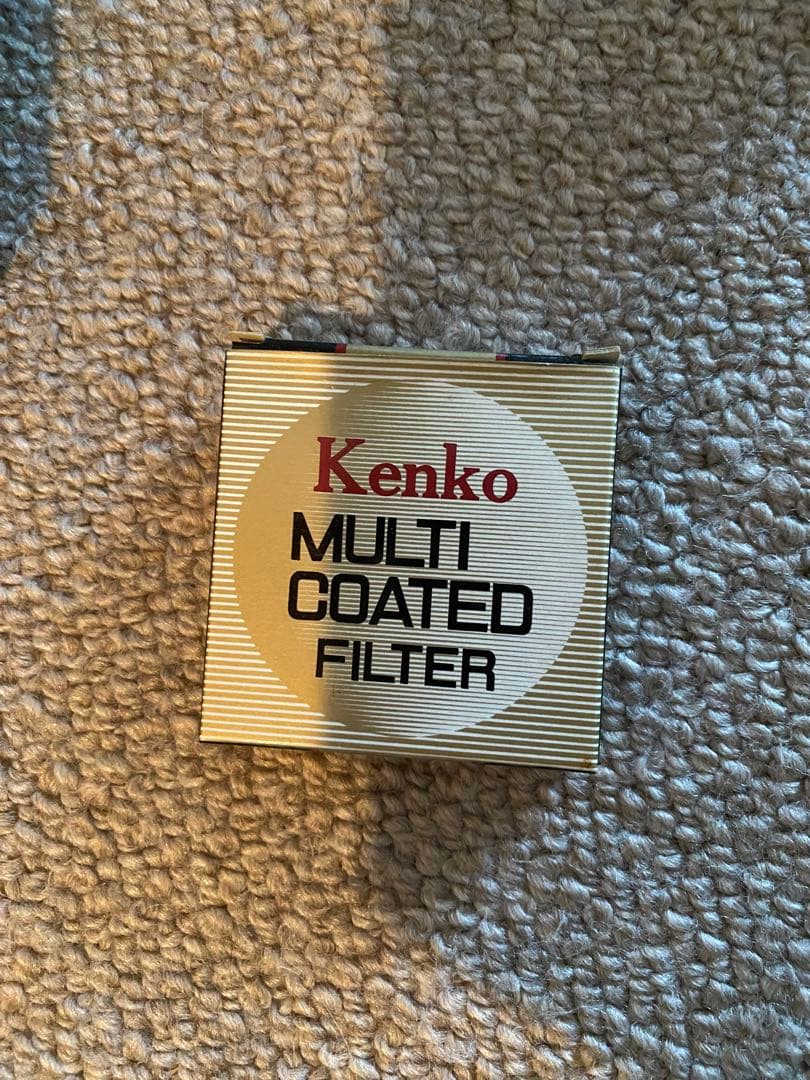 Kenko
MULTI
COATED
FILTER